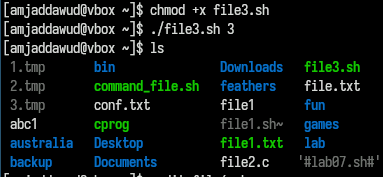 [amjaddawud@vbox ~]$ chmod +x file3.sh
[amjaddawud@vbox ~]$ ./file3.sh 3
[amjaddawud@vbox ~]$ ls
1.tmp bin Downloads file3.sh
2.tmp command_file.sh feathers file.txt
3.tmp conf.txt file1 fun
abc1 cprog file1.sh~ games
australia Desktop file1.txt lab
backup Documents file2.c '#lab07.sh#'